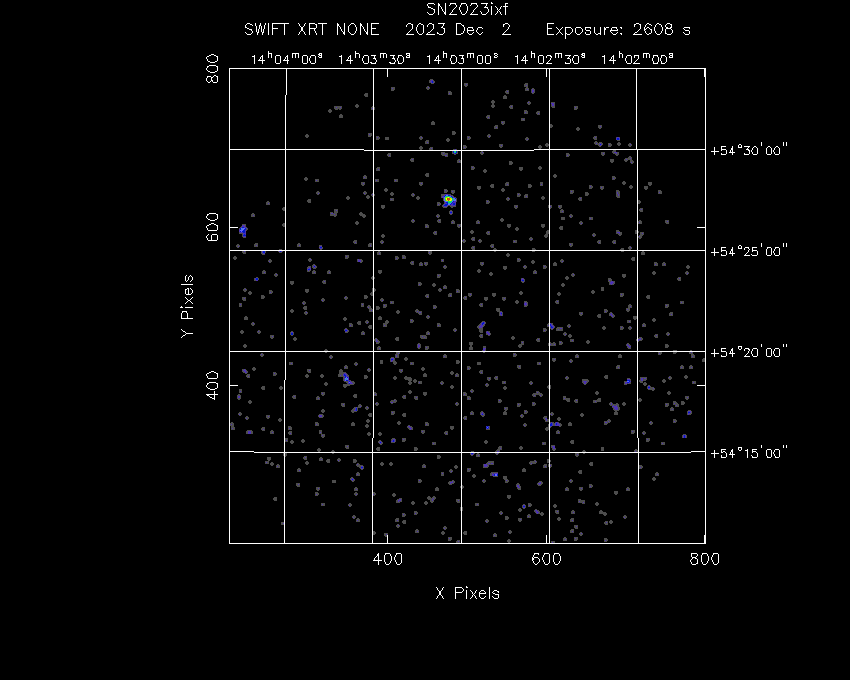 SN2023ixf
SWIFT XRT NONE 2023 Dec 2 Exposure: 2608 s
14ʰ04ᵐ00ˢ 14ʰ03ᵐ30ˢ 14ʰ03ᵐ00ˢ 14ʰ02ᵐ30ˢ 14ʰ02ᵐ00ˢ
800
+54°30'00"
600
+54°25'00"
Y Pixels
+54°20'00"
400
+54°15'00"
400 600 800
X Pixels